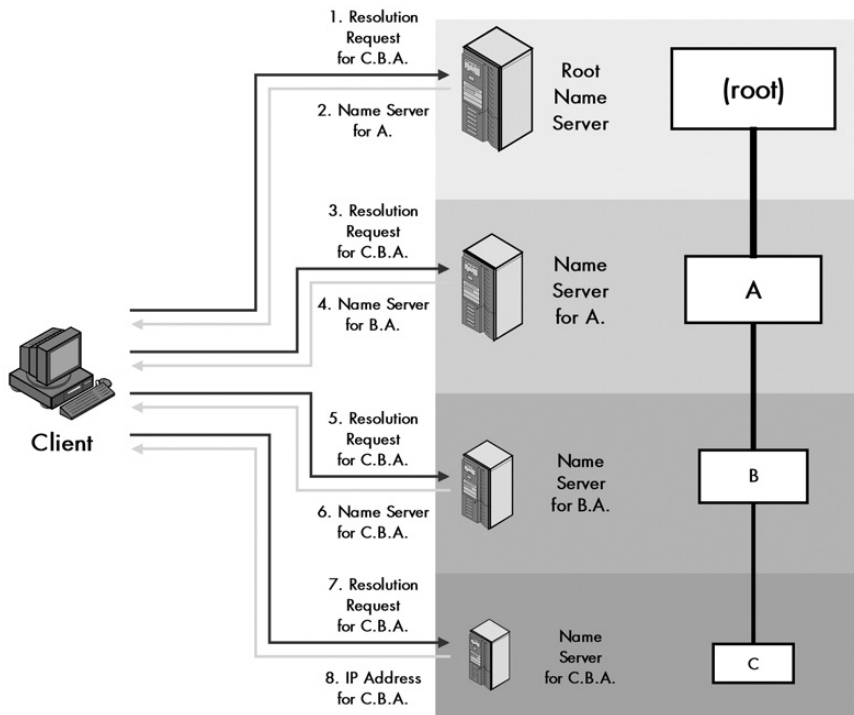 1. Resolution
Request
for C.B.A.
2. Name Server
for A.
Root
Name
Server
(root)
3. Resolution
Request
for C.B.A.
4. Name Server
for B.A.
Name
Server
for A.
A
Client
5. Resolution
Request
for C.B.A.
6. Name Server
for C.B.A.
Name
Server
for B.A.
B
7. Resolution
Request
for C.B.A.
8. IP Address
for C.B.A.
Name
Server
for C.B.A.
C